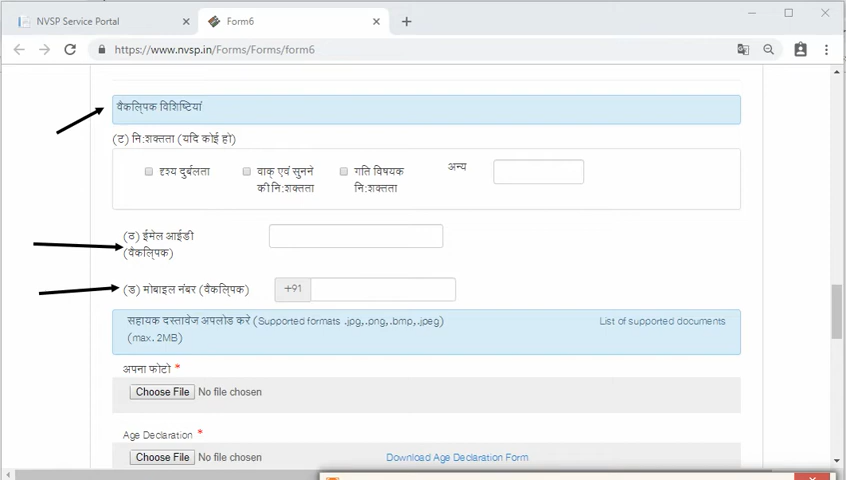 NVSP Service Portal
Form6
https://www.nvsp.in/Forms/Forms/form6
वैकल्पिक विशिष्टियां
(ट) नि:शक्तता (यदि कोई हो)
दृश्य दुर्बलता
वाक् एवं सुनने की नि:शक्तता
गति विषयक नि:शक्तता
अन्य
(ठ) ईमेल आईडी
(वैकल्पिक)
(ड) मोबाइल नंबर (वैकल्पिक)
+91
सहायक दस्तावेज अपलोड करे (Supported formats .jpg,.png,.bmp,.jpeg)
(max. 2MB)
List of supported documents
अपना फोटो *
Choose File No file chosen
Age Declaration *
Choose File No file chosen
Download Age Declaration Form